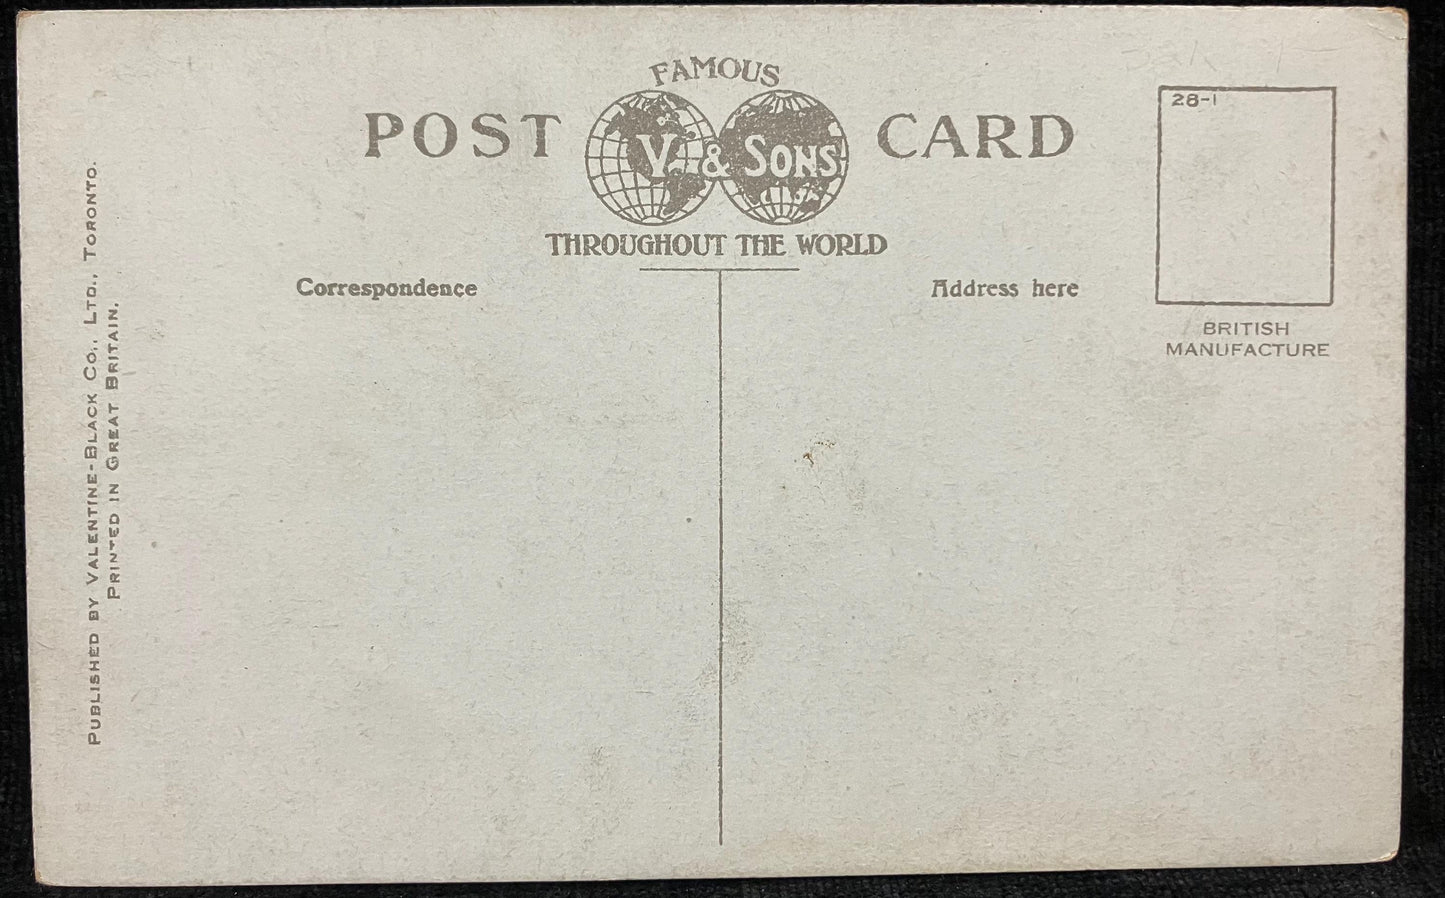 FAMOUS
POST CARD
V. & SONS
THROUGHOUT THE WORLD
Correspondence
Address here
28-1
BRITISH
MANUFACTURE
PUBLISHED BY VALENTINE-BLACK CO., LTD., TORONTO.
PRINTED IN GREAT BRITAIN.